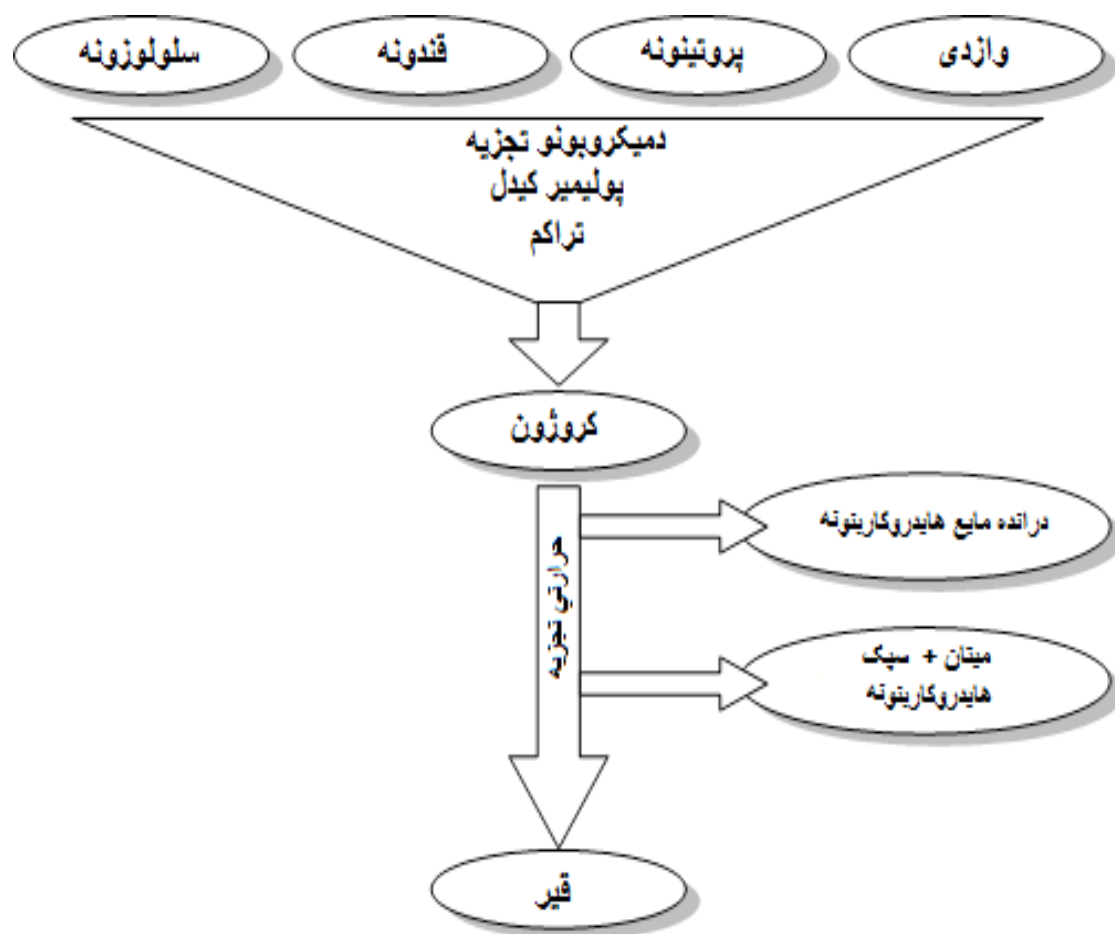 وازدی
پروتینونه
قندونه
سلولوزونه
دمیکروبونو تجزیه
پولیمیر کیدل
تراکم
کروژون
حرارتي تجزیه
درانده مایع هایدروکاربنونه
میتان + سپک
هایدروکاربنونه
قیر